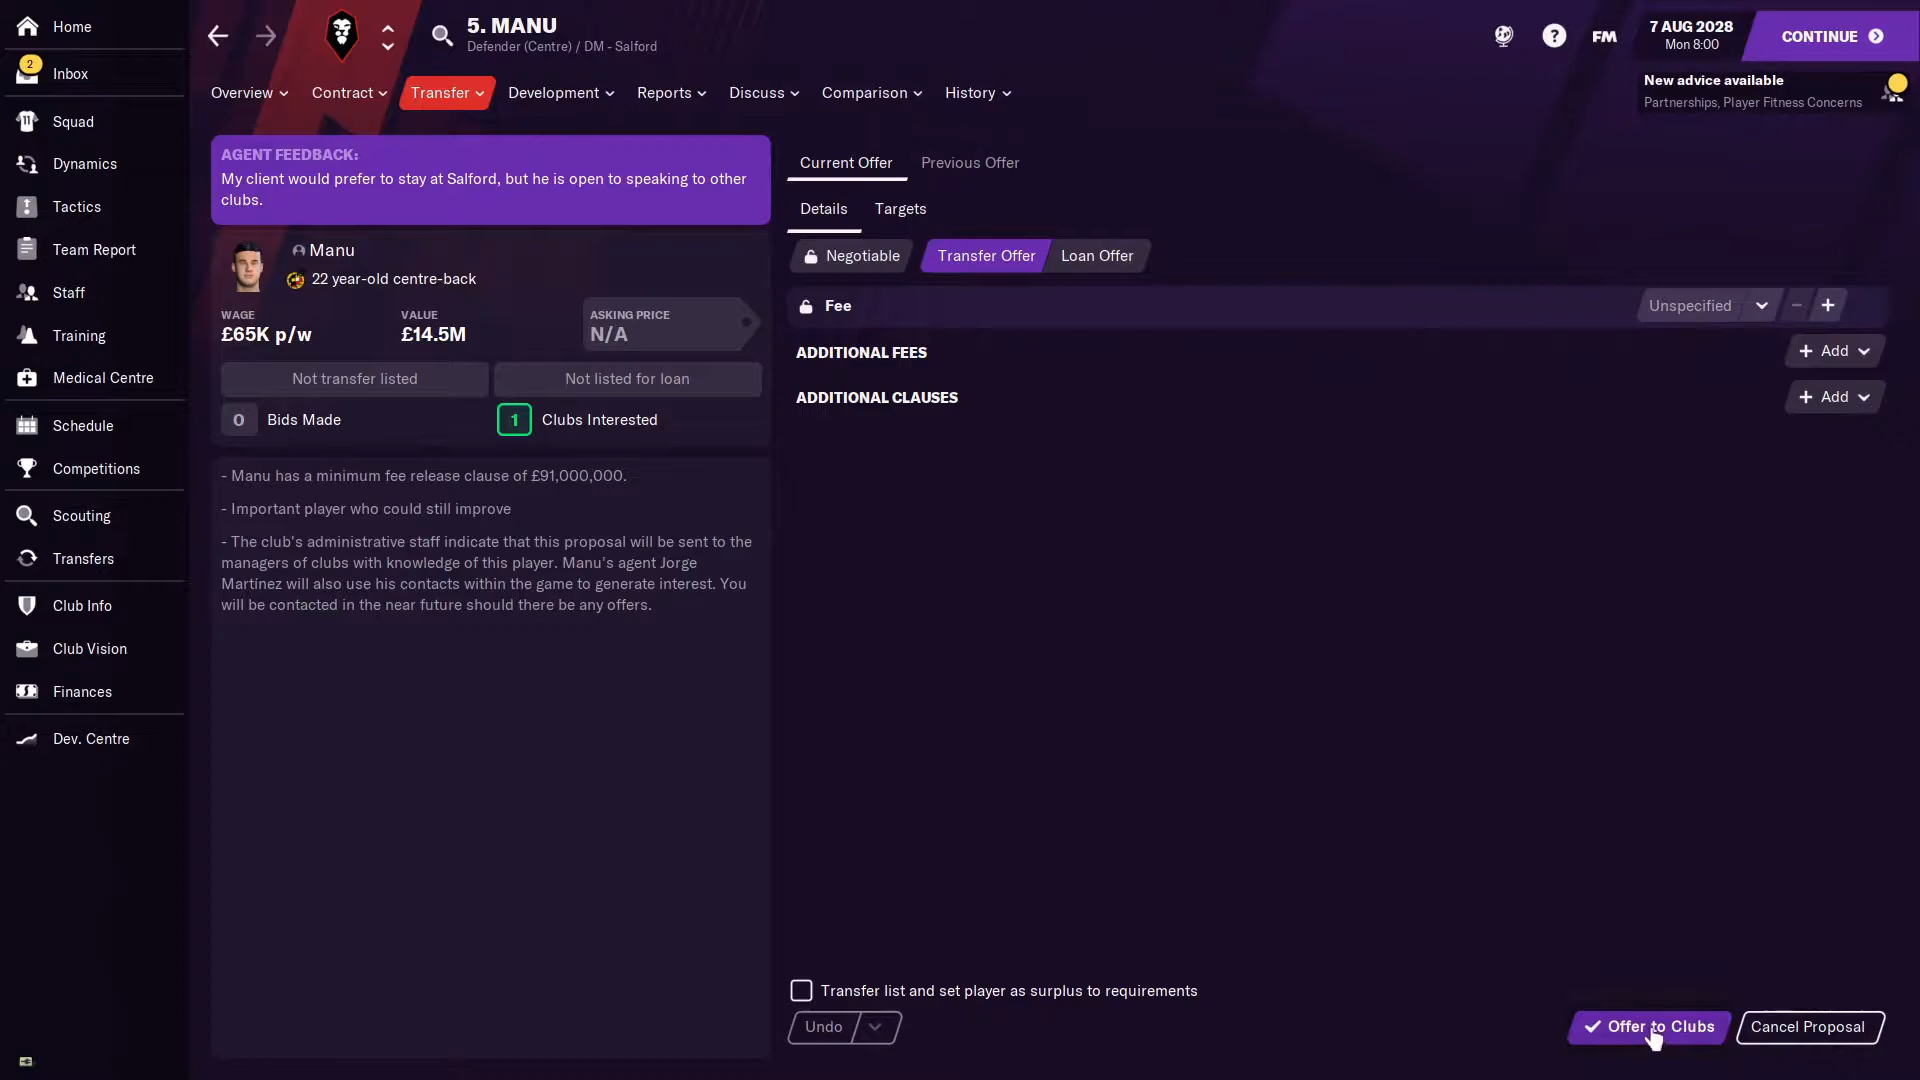 Home
2
Inbox
Squad
Dynamics
Tactics
Team Report
Staff
Training
Medical Centre
Schedule
Competitions
Scouting
Transfers
Club Info
Club Vision
Finances
Dev. Centre
5. MANU
Defender (Centre) / DM - Salford
FM
7 AUG 2028
Mon 8:00
CONTINUE
New advice available
Partnerships, Player Fitness Concerns
Overview
Contract
Transfer
Development
Reports
Discuss
Comparison
History
AGENT FEEDBACK:
My client would prefer to stay at Salford, but he is open to speaking to other
clubs.
Manu
22 year-old centre-back
WAGE
£65K p/w
VALUE
£14.5M
ASKING PRICE
N/A
Not transfer listed
Not listed for loan
0 Bids Made
1 Clubs Interested
- Manu has a minimum fee release clause of £91,000,000.
- Important player who could still improve
- The club's administrative staff indicate that this proposal will be sent to the
managers of clubs with knowledge of this player. Manu's agent Jorge
Martínez will also use his contacts within the game to generate interest. You
will be contacted in the near future should there be any offers.
Current Offer
Previous Offer
Details
Targets
Negotiable
Transfer Offer
Loan Offer
Fee
Unspecified
ADDITIONAL FEES
+ Add
ADDITIONAL CLAUSES
+ Add
Transfer list and set player as surplus to requirements
Undo
Offer to Clubs
Cancel Proposal